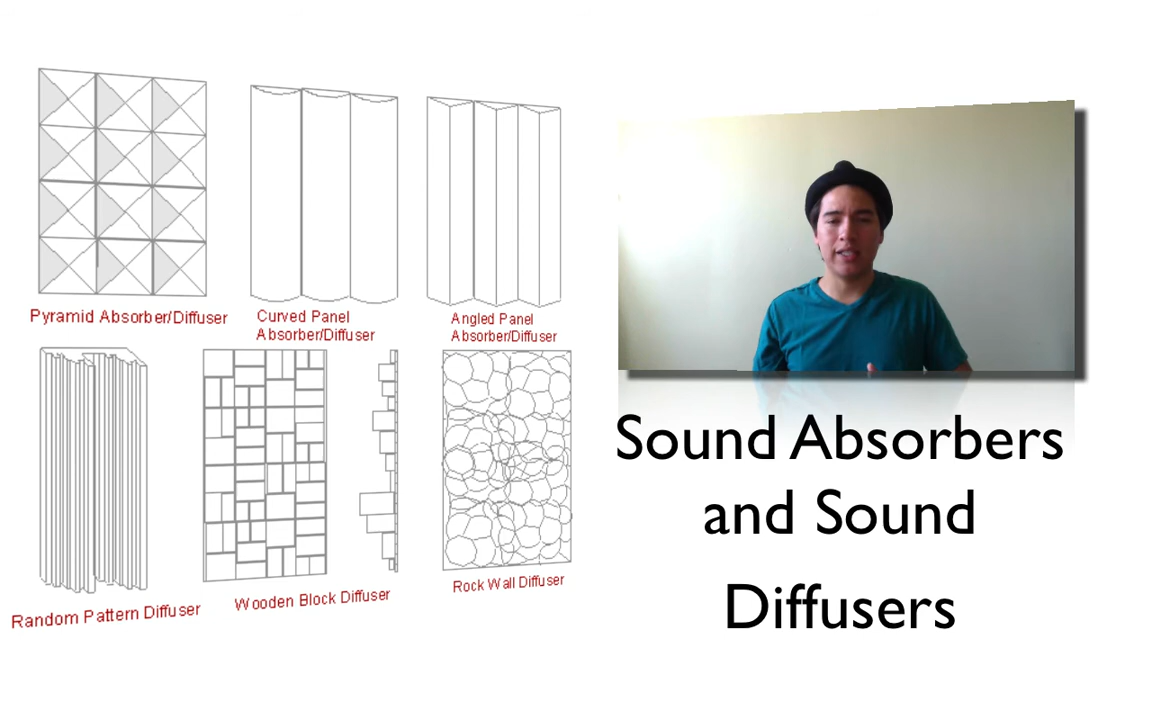 Pyramid Absorber/Diffuser
Curved Panel
Absorber/Diffuser
Angled Panel
Absorber/Diffuser
Random Pattern Diffuser
Wooden Block Diffuser
Rock Wall Diffuser
Sound Absorbers
and Sound
Diffusers